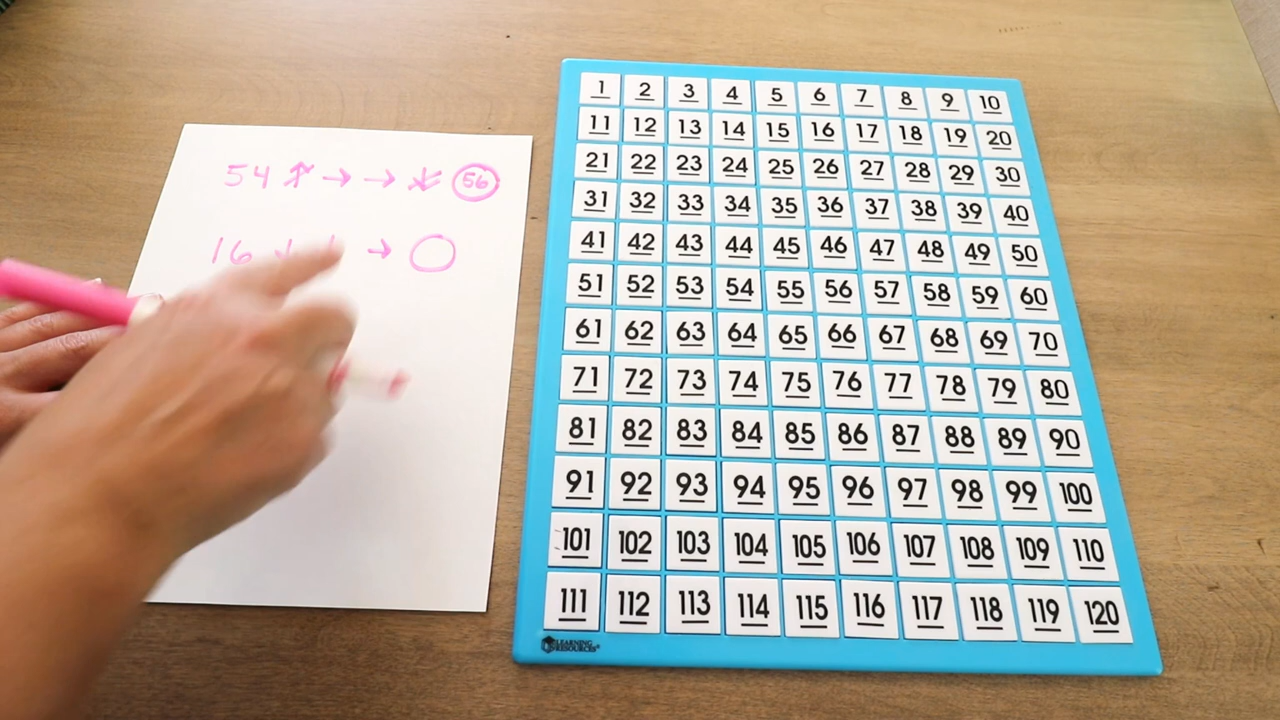 54 ↑ → → ↓ 56
16 ↓ → ◯
1 2 3 4 5 6 7 8 9 10
11 12 13 14 15 16 17 18 19 20
21 22 23 24 25 26 27 28 29 30
31 32 33 34 35 36 37 38 39 40
41 42 43 44 45 46 47 48 49 50
51 52 53 54 55 56 57 58 59 60
61 62 63 64 65 66 67 68 69 70
71 72 73 74 75 76 77 78 79 80
81 82 83 84 85 86 87 88 89 90
91 92 93 94 95 96 97 98 99 100
101 102 103 104 105 106 107 108 109 110
111 112 113 114 115 116 117 118 119 120
LEARNING
RESOURCES®